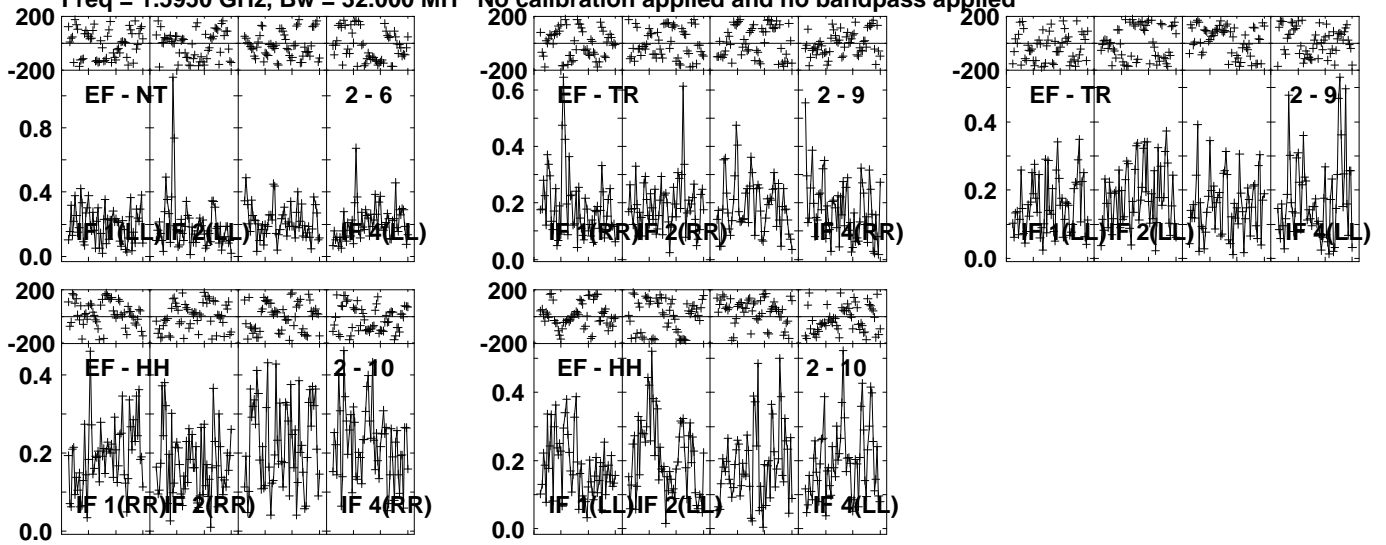 Freq = 1.5950 GHz, Bw = 32.000 MH No calibration applied and no bandpass applied
200
-200
EF - NT 2 - 6
0.8
0.4
0.0
IF 1(LL) IF 2(LL) IF 4(LL)
200
-200
0.6
EF - TR 2 - 9
0.4
0.2
0.0
IF 1(RR) IF 2(RR) IF 4(RR)
200
-200
EF - TR 2 - 9
0.4
0.2
0.0
IF 1(LL) IF 2(LL) IF 4(LL)
200
-200
EF - HH 2 - 10
0.4
0.2
0.0
IF 1(RR) IF 2(RR) IF 4(RR)
200
-200
EF - HH 2 - 10
0.4
0.2
0.0
IF 1(LL) IF 2(LL) IF 4(LL)